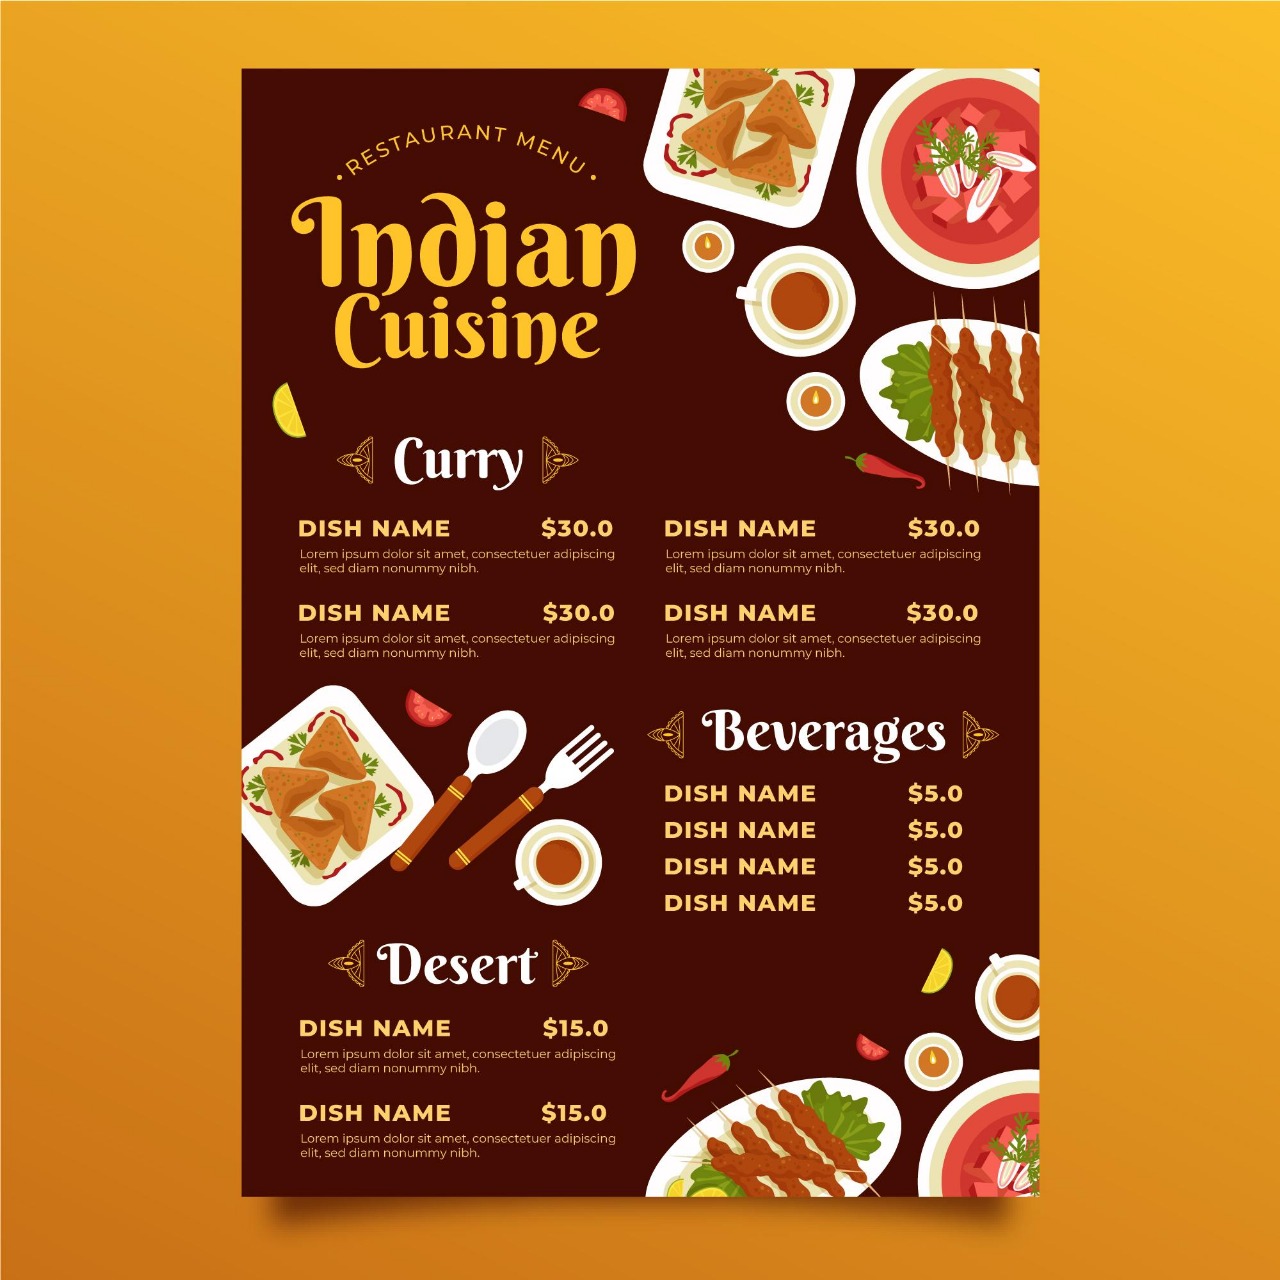 RESTAURANT MENU
Indian
Cuisine
Curry
DISH NAME $30.0
Lorem ipsum dolor sit amet, consectetuer adipiscing
elit, sed diam nonummy nibh.
DISH NAME $30.0
Lorem ipsum dolor sit amet, consectetuer adipiscing
elit, sed diam nonummy nibh.
DISH NAME $30.0
Lorem ipsum dolor sit amet, consectetuer adipiscing
elit, sed diam nonummy nibh.
DISH NAME $30.0
Lorem ipsum dolor sit amet, consectetuer adipiscing
elit, sed diam nonummy nibh.
Beverages
DISH NAME $5.0
DISH NAME $5.0
DISH NAME $5.0
DISH NAME $5.0
Desert
DISH NAME $15.0
Lorem ipsum dolor sit amet, consectetuer adipiscing
elit, sed diam nonummy nibh.
DISH NAME $15.0
Lorem ipsum dolor sit amet, consectetuer adipiscing
elit, sed diam nonummy nibh.